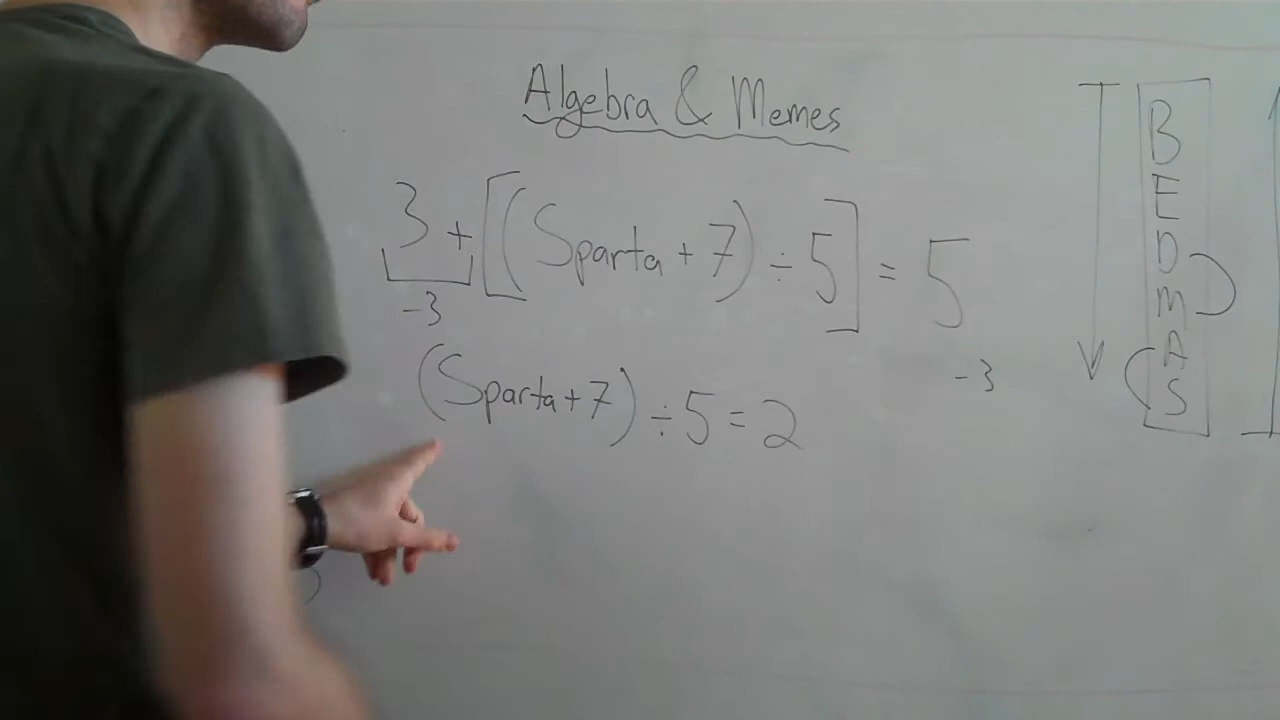 Algebra & Memes
3 + [(Sparta + 7) ÷ 5] = 5
-3
-3
(Sparta + 7) ÷ 5 = 2
B
E
D
M
A
S